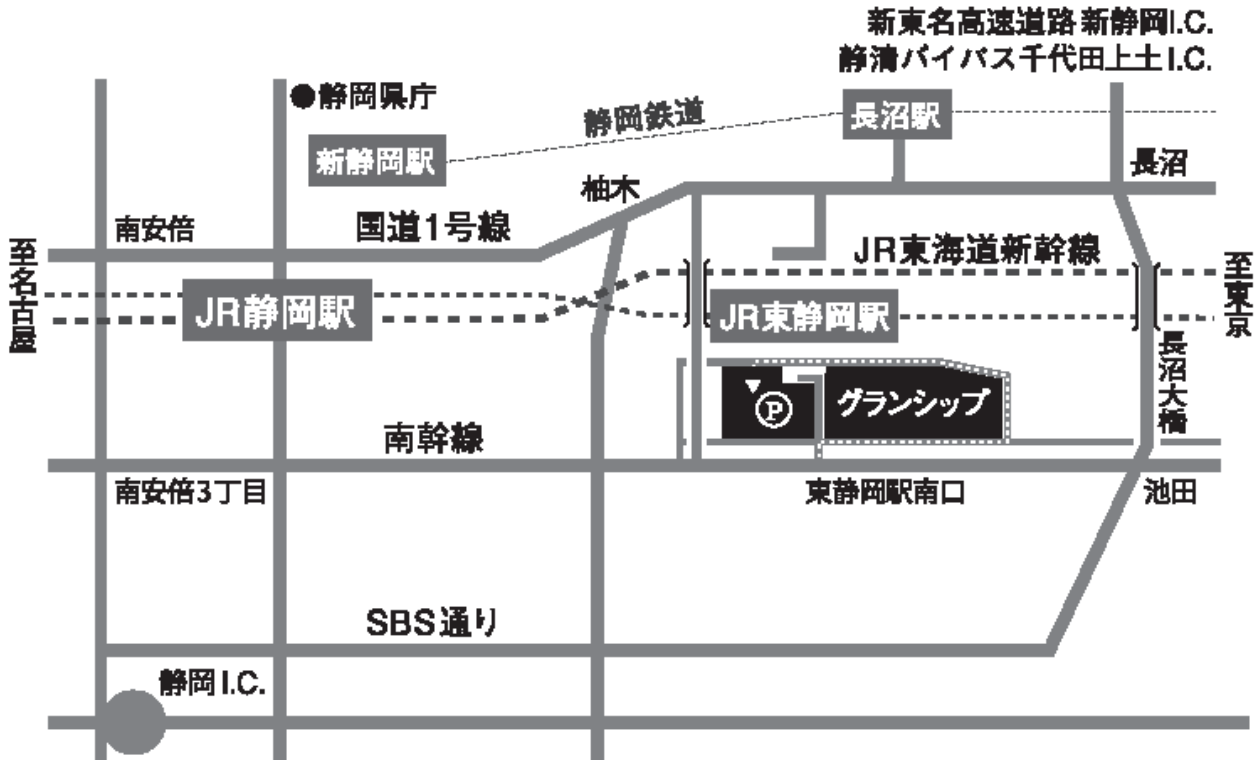 新東名高速道路 新静岡I.C.
静清バイパス千代田上土I.C.
●静岡県庁
静岡鉄道
長沼駅
新静岡駅
長沼
柚木
南安倍
国道1号線
JR東海道新幹線
至名古屋
至東京
JR静岡駅
JR東静岡駅
長沼大橋
P
グランシップ
南幹線
南安倍3丁目
東静岡駅南口
池田
SBS通り
静岡I.C.